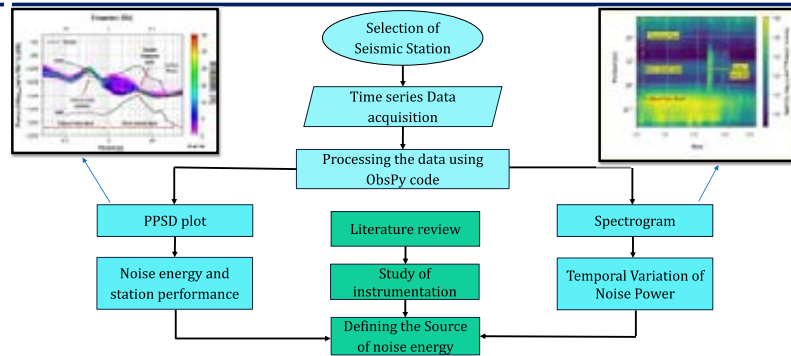 Selection of
Seismic Station
Time series Data
acquisition
Processing the data using
ObsPy code
PPSD plot
Literature review
Spectrogram
Noise energy and
station performance
Study of
instrumentation
Temporal Variation of
Noise Power
Defining the Source
of noise energy